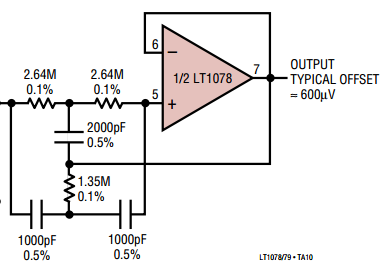 6
7
5
1/2 LT1078
OUTPUT
TYPICAL OFFSET
= 600µV
2.64M
0.1%
2.64M
0.1%
2000pF
0.5%
1.35M
0.1%
1000pF
0.5%
1000pF
0.5%
LT1078/79 • TA10